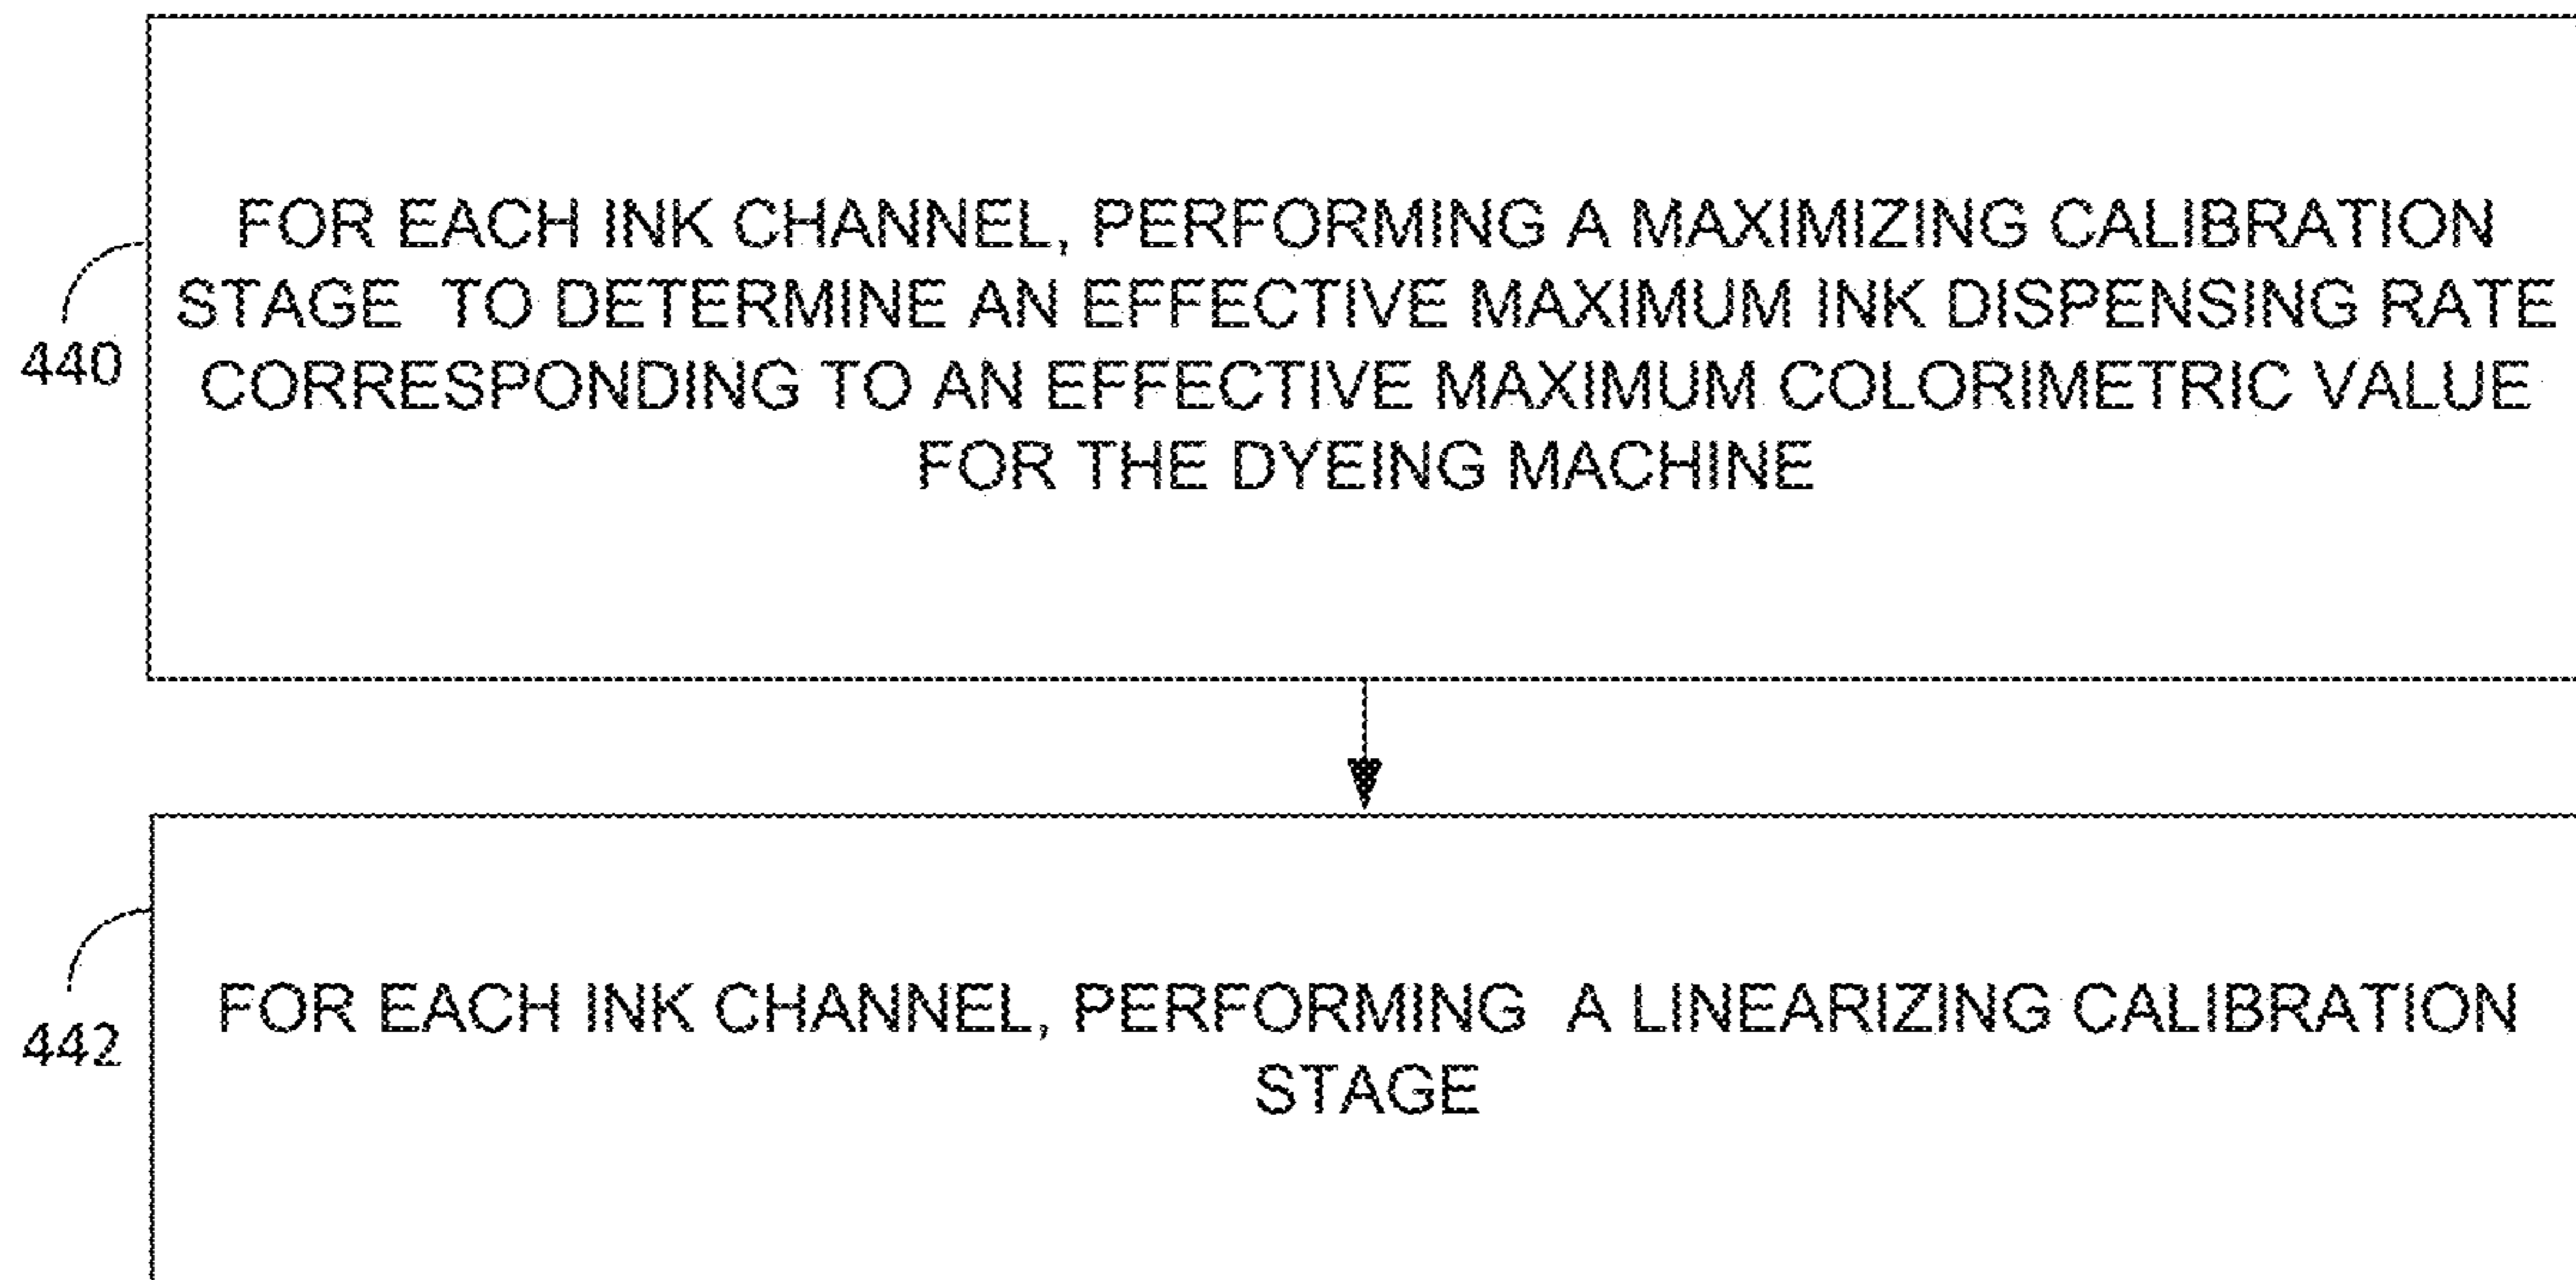 FOR EACH INK CHANNEL, PERFORMING A MAXIMIZING CALIBRATION
STAGE TO DETERMINE AN EFFECTIVE MAXIMUM INK DISPENSING RATE
CORRESPONDING TO AN EFFECTIVE MAXIMUM COLORIMETRIC VALUE
FOR THE DYEING MACHINE
440
FOR EACH INK CHANNEL, PERFORMING A LINEARIZING CALIBRATION
STAGE
442